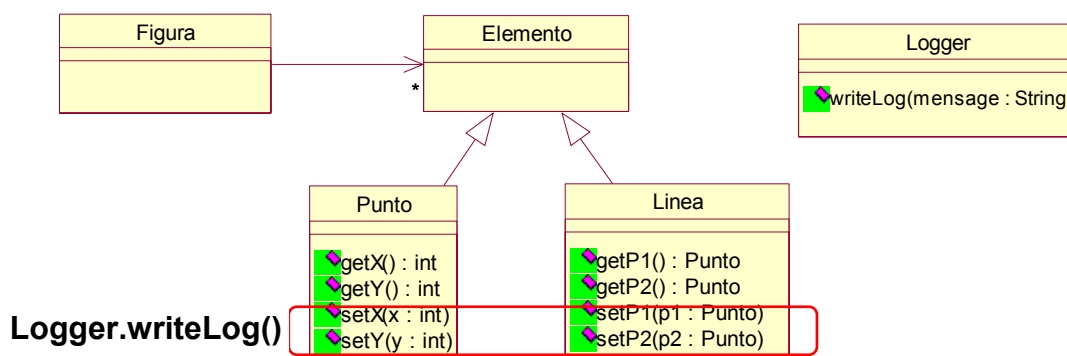 Figura
Elemento
*
Logger
writeLog(mensage : String
Punto
getX() : int
getY() : int
setX(x : int)
setY(y : int)
Linea
getP1() : Punto
getP2() : Punto
setP1(p1 : Punto)
setP2(p2 : Punto)
Logger.writeLog()